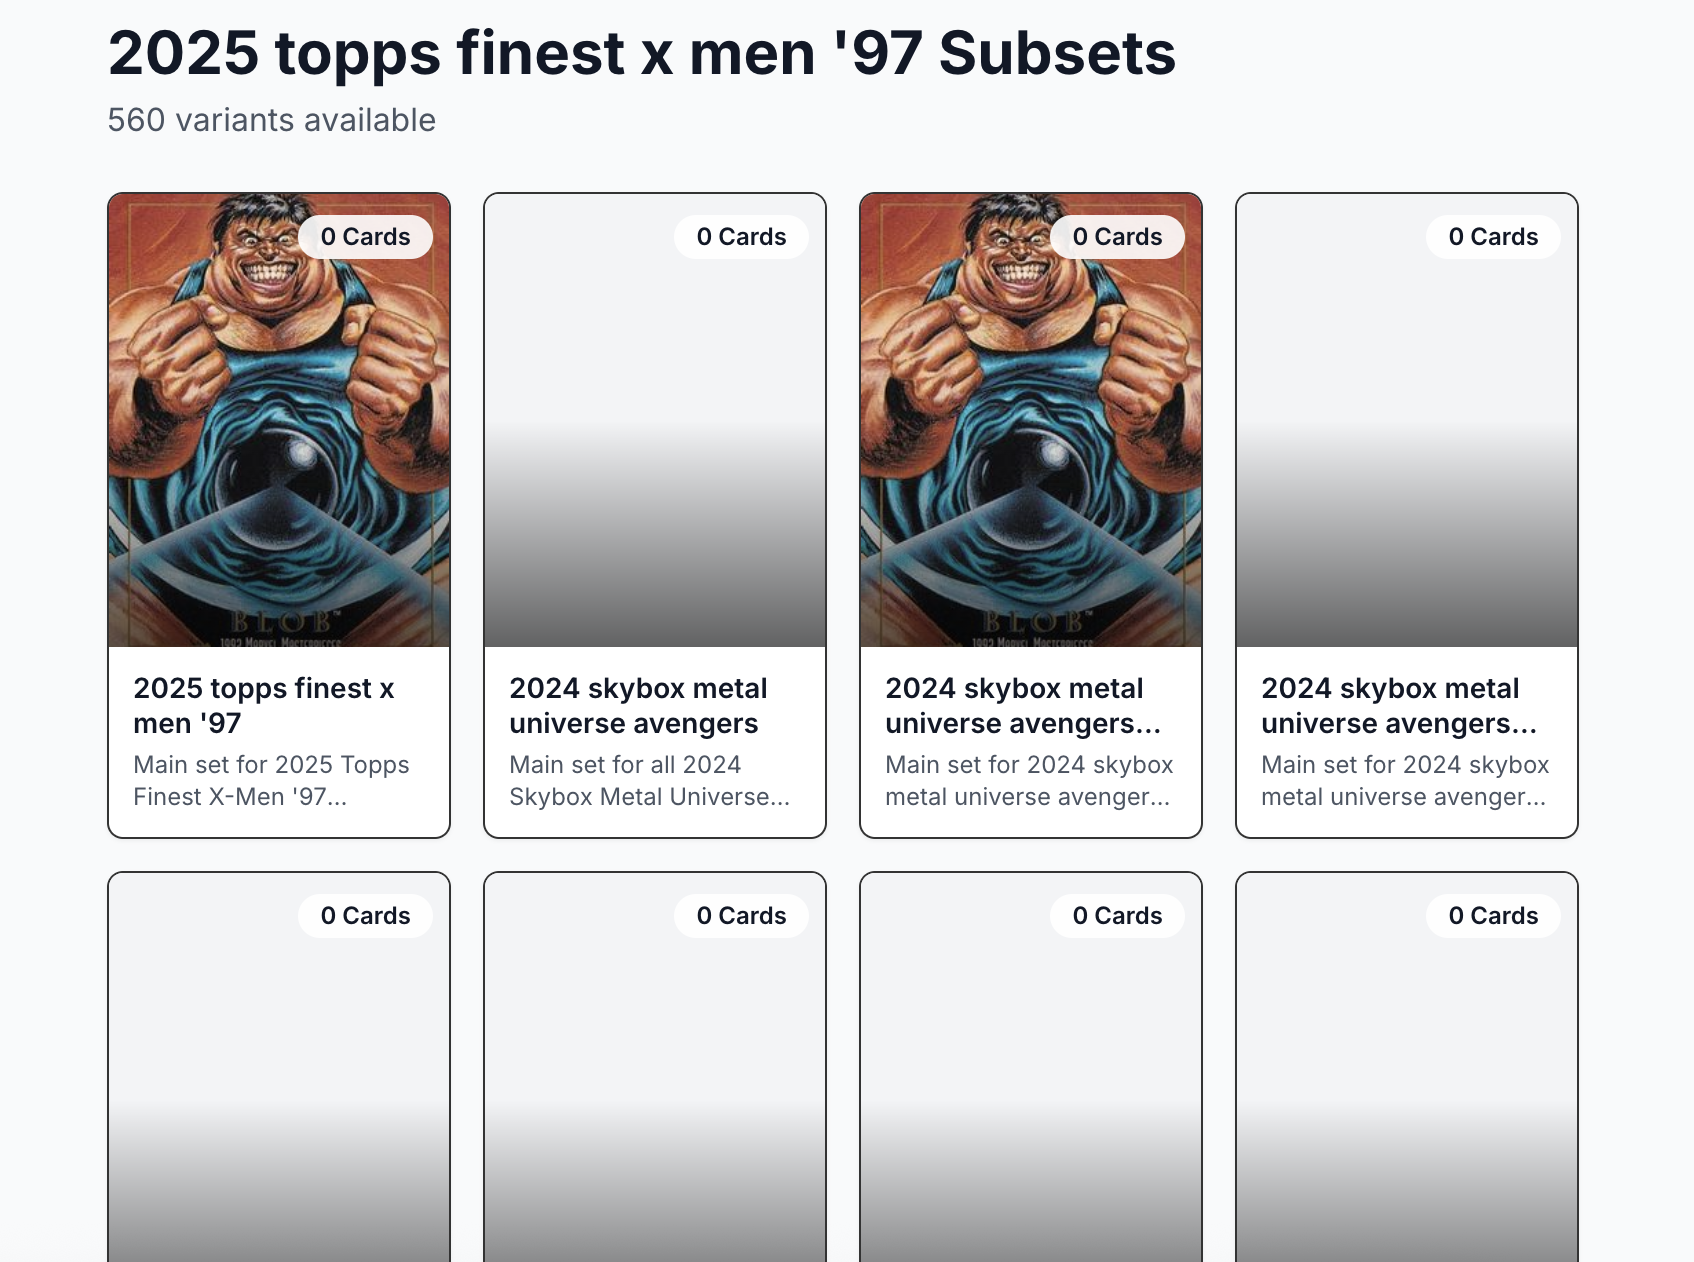 2025 topps finest x men '97 Subsets
560 variants available
0 Cards
0 Cards
0 Cards
0 Cards
BLOB™
1992 Marvel Masterpieces
BLOB™
1992 Marvel Masterpieces
2025 topps finest x
men '97
Main set for 2025 Topps
Finest X-Men '97...
2024 skybox metal
universe avengers
Main set for all 2024
Skybox Metal Universe...
2024 skybox metal
universe avengers...
Main set for 2024 skybox
metal universe avenger...
2024 skybox metal
universe avengers...
Main set for 2024 skybox
metal universe avenger...
0 Cards
0 Cards
0 Cards
0 Cards